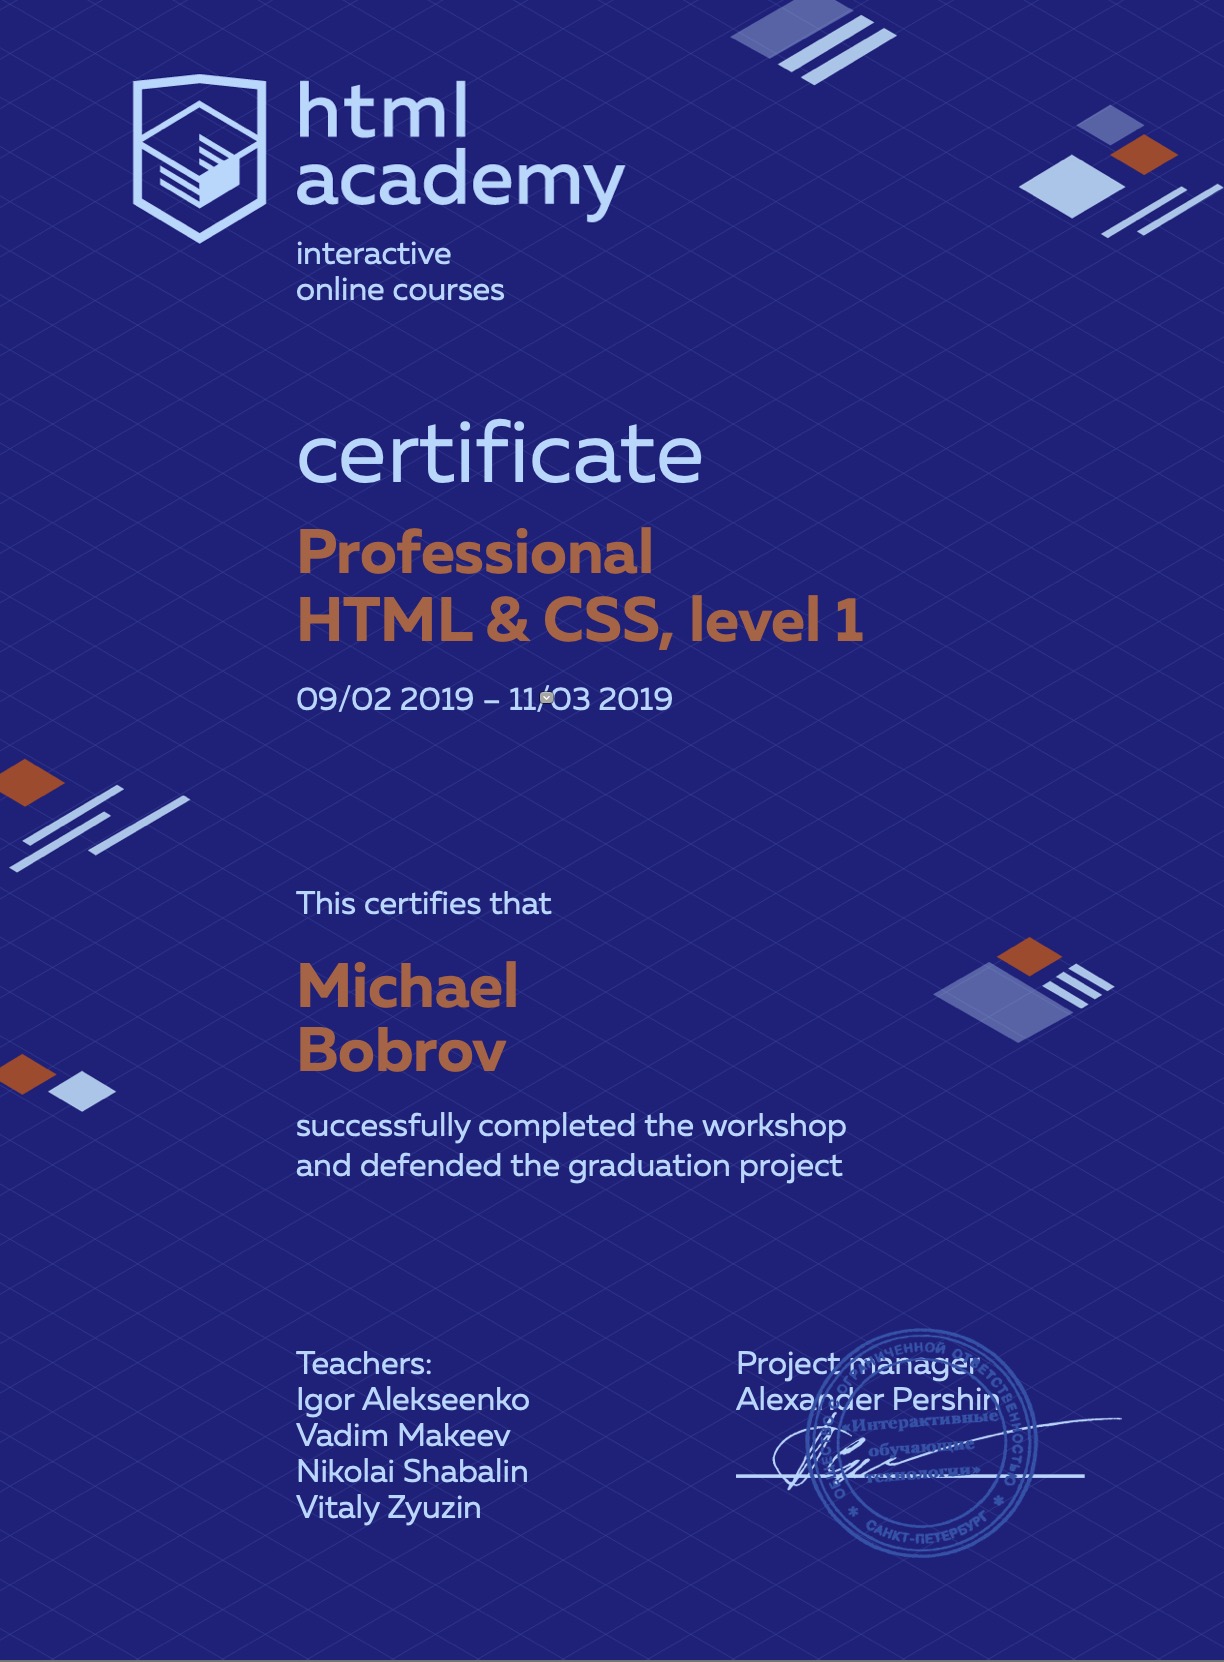 html
academy
interactive
online courses
certificate
Professional
HTML & CSS, level 1
09/02 2019 – 11/03 2019
This certifies that
Michael
Bobrov
successfully completed the workshop
and defended the graduation project
Teachers:
Igor Alekseenko
Vadim Makeev
Nikolai Shabalin
Vitaly Zyuzin
Project manager
Alexander Pershin
ОГРАНИЧЕННОЙ ОТВЕТСТВЕННОСТЬЮ
«Интерактивные
обучающие
технологии»
* САНКТ-ПЕТЕРБУРГ *